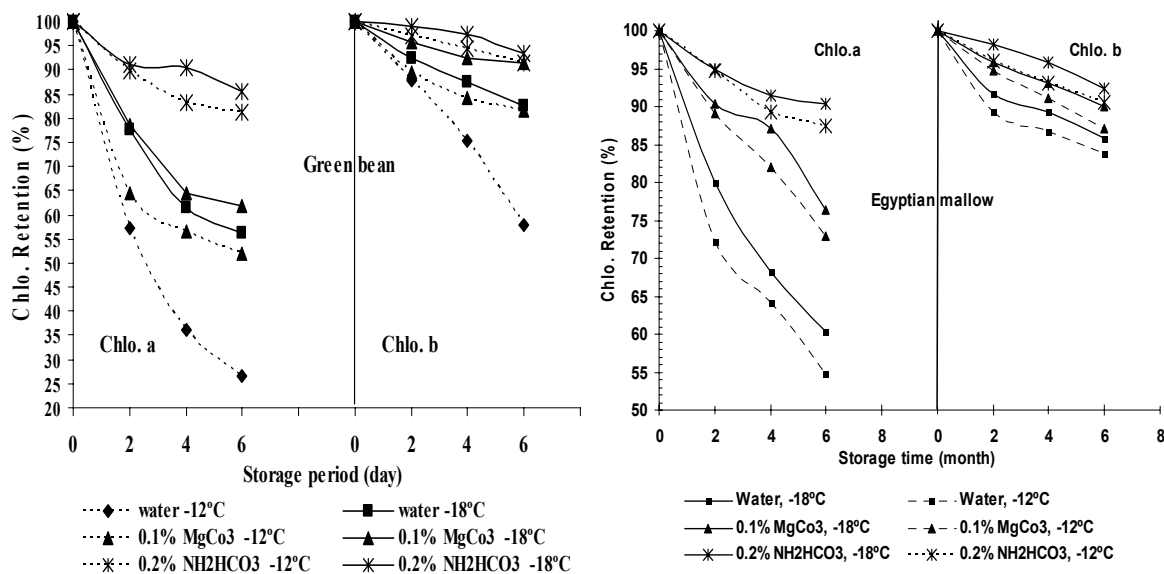 Chlo. Retention (%)
100
95
90
85
80
75
70
65
60
55
50
45
40
35
30
25
20
Green bean
Chlo. a
Chlo. b
0 2 4 6 0 2 4 6
Storage period (day)
water -12ºC
water -18ºC
0.1% MgCo3 -12ºC
0.1% MgCo3 -18ºC
0.2% NH2HCO3 -12ºC
0.2% NH2HCO3 -18ºC
Chlo. Retention (%)
100
95
90
85
80
75
70
65
60
55
50
Chlo.a
Chlo. b
Egyptian mallow
0 2 4 6 8 10 0 2 4 6 8
Storage time (month)
Water, -18ºC
Water, -12ºC
0.1% MgCo3, -18ºC
0.1% MgCo3, -12ºC
0.2% NH2HCO3, -18ºC
0.2% NH2HCO3, -12ºC